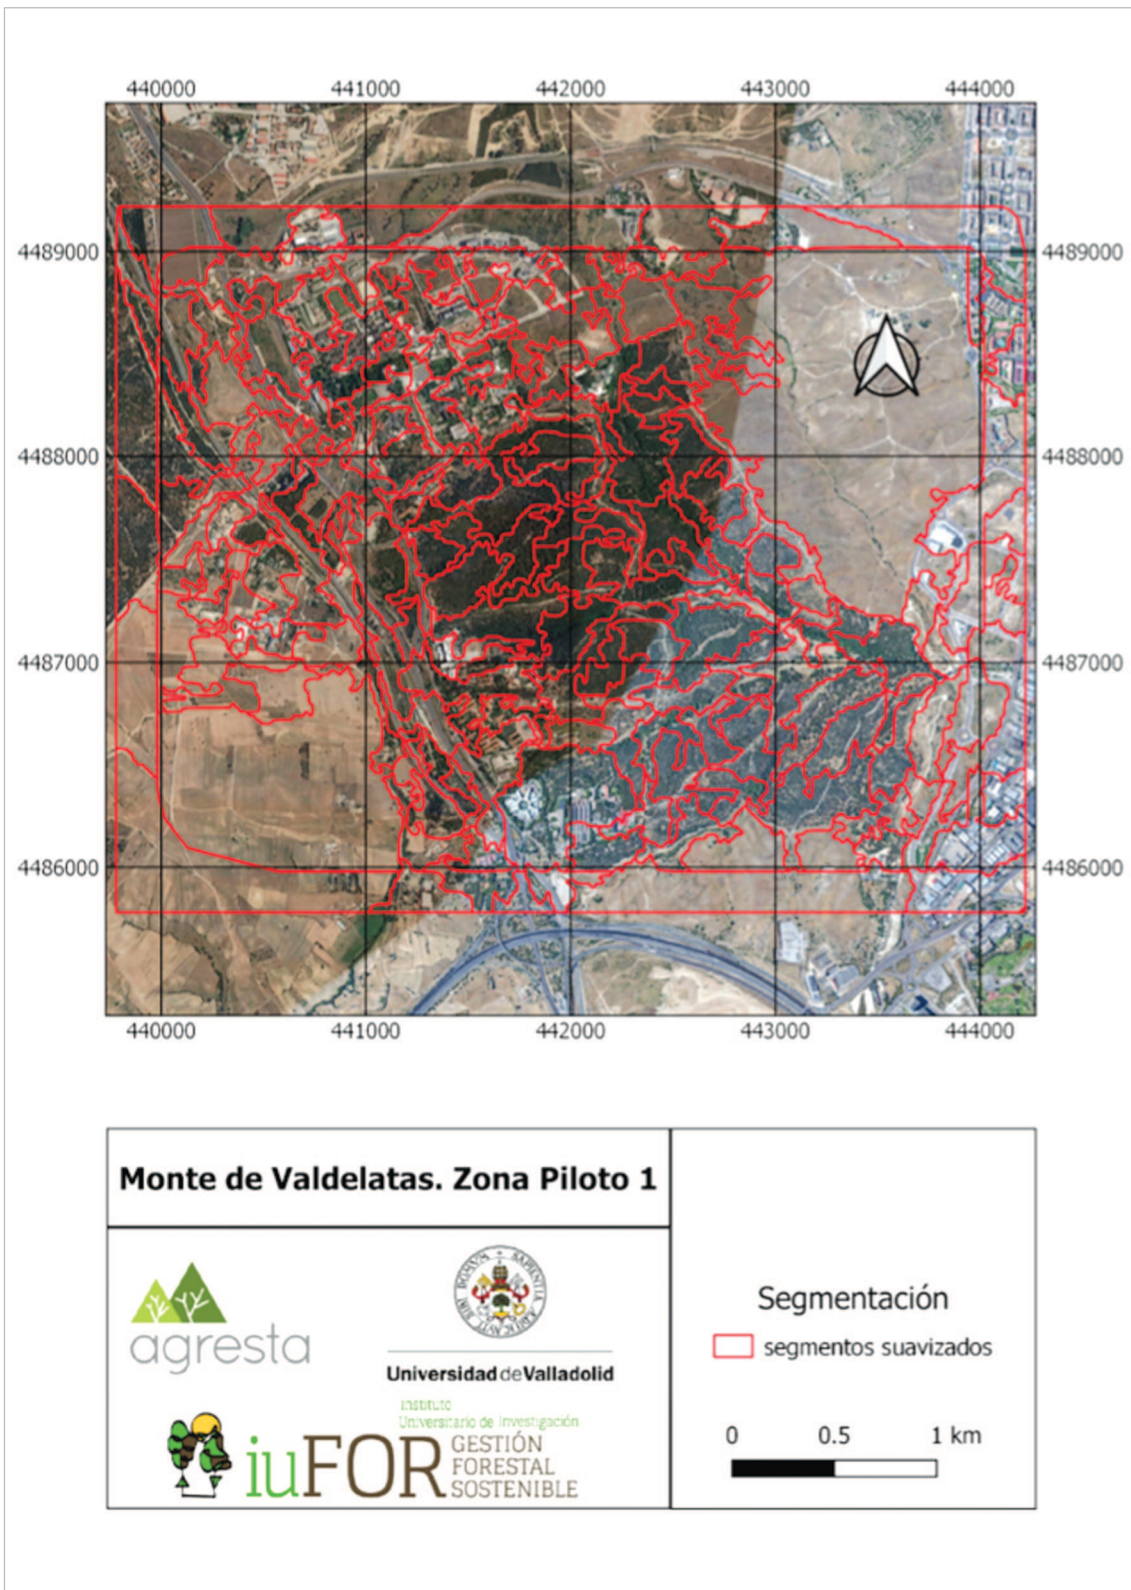 440000 441000 442000 443000 444000
4489000 4489000
4488000 4488000
4487000 4487000
4486000 4486000
440000 441000 442000 443000 444000
Monte de Valdelatas. Zona Piloto 1
agresta
Universidad de Valladolid
Instituto
Universitario de Investigación
iuFOR
GESTIÓN
FORESTAL
SOSTENIBLE
Segmentación
segmentos suavizados
0 0.5 1 km